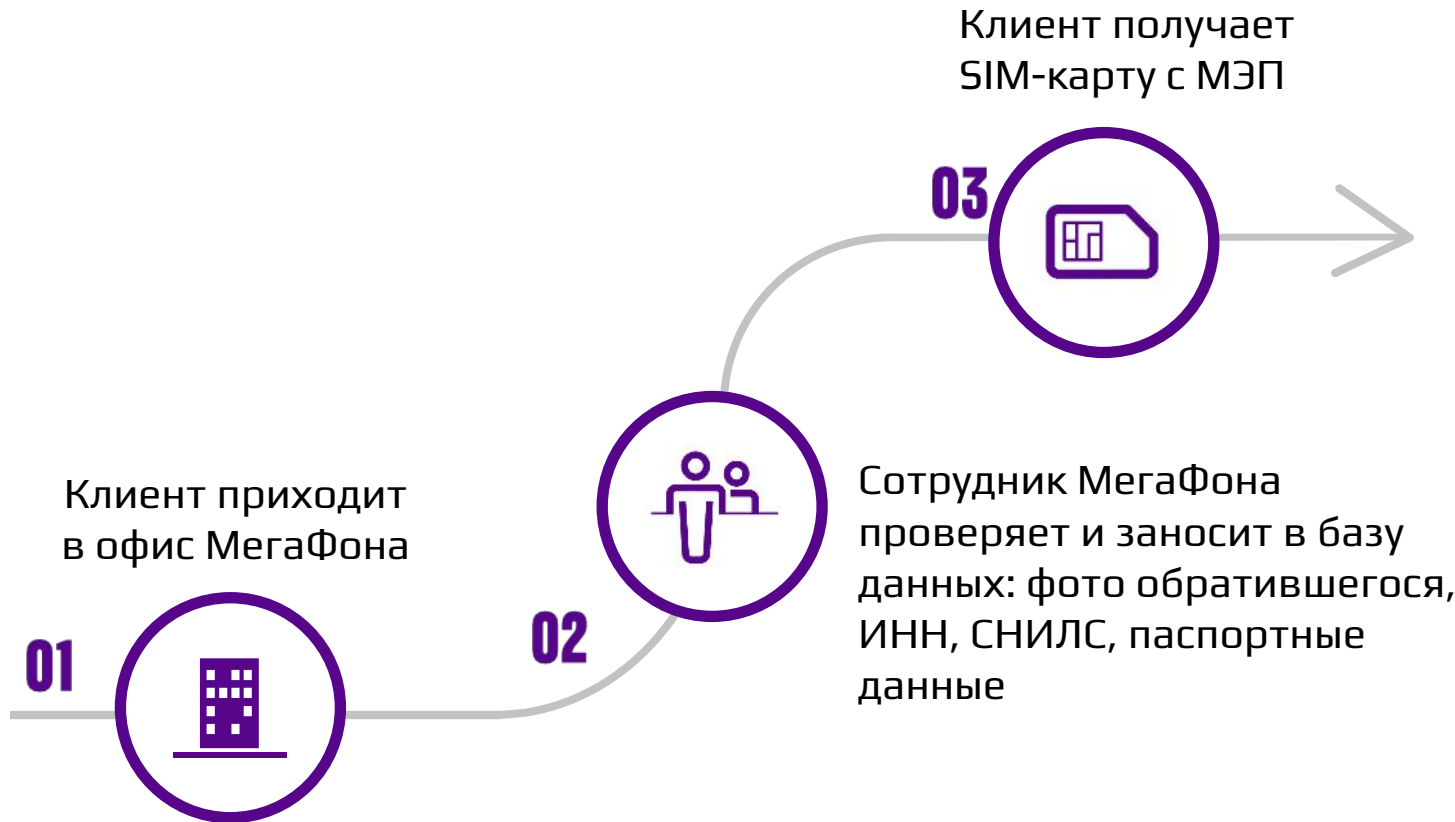 01
Клиент приходит
в офис МегаФона
02
Сотрудник МегаФона
проверяет и заносит в базу
данных: фото обратившегося,
ИНН, СНИЛС, паспортные
данные
03
Клиент получает
SIM-карту с МЭП